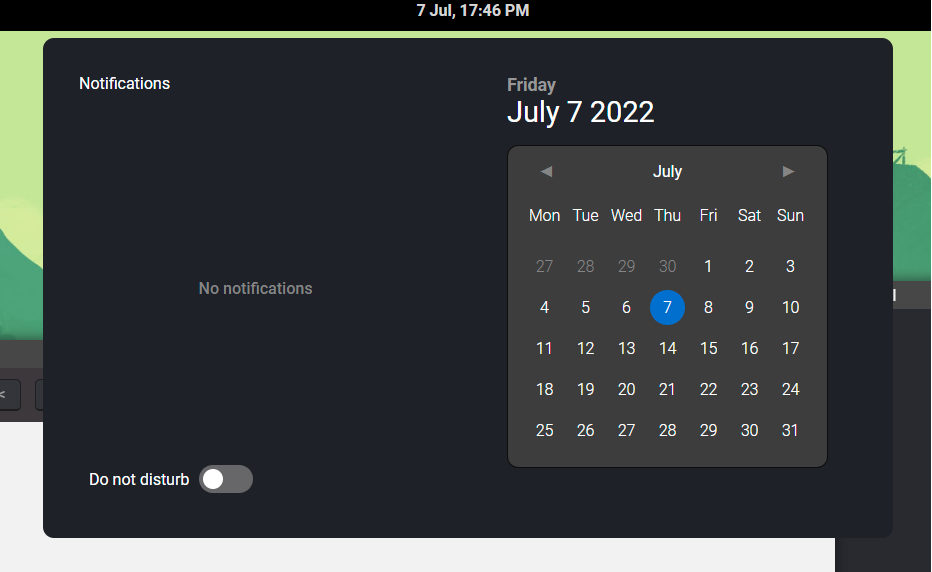 7 Jul, 17:46 PM
Notifications
No notifications
Do not disturb
Friday
July 7 2022
◀ July ▶
Mon Tue Wed Thu Fri Sat Sun
27 28 29 30 1 2 3
4 5 6 7 8 9 10
11 12 13 14 15 16 17
18 19 20 21 22 23 24
25 26 27 28 29 30 31
<